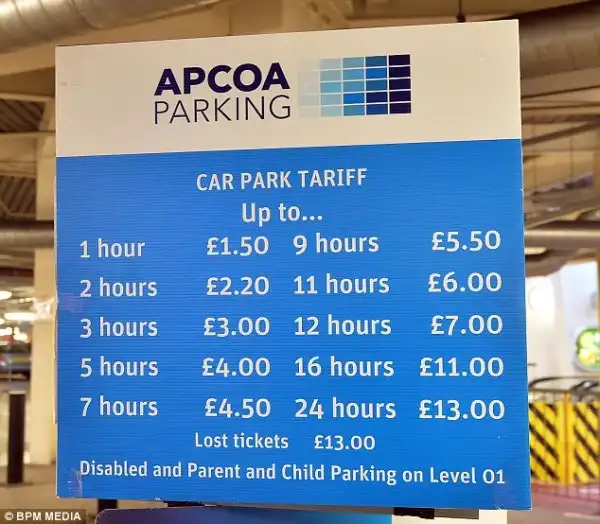 APCOA
PARKING
CAR PARK TARIFF
Up to...
1 hour £1.50 9 hours £5.50
2 hours £2.20 11 hours £6.00
3 hours £3.00 12 hours £7.00
5 hours £4.00 16 hours £11.00
7 hours £4.50 24 hours £13.00
Lost tickets £13.00
Disabled and Parent and Child Parking on Level 01
© BPM MEDIA